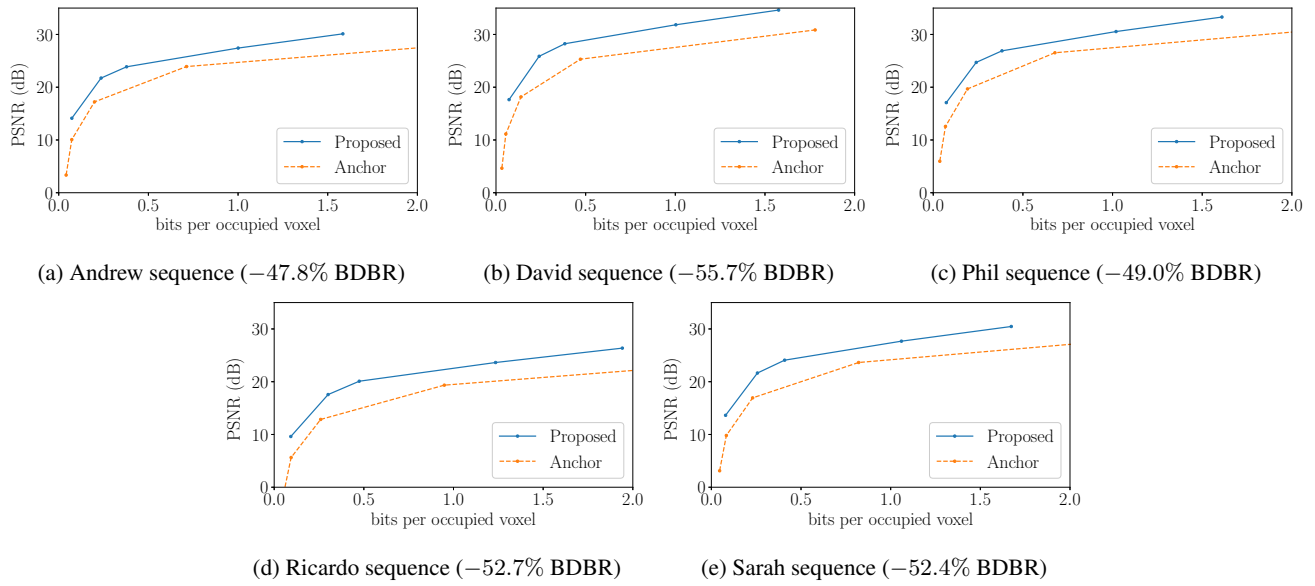 30
20
10
0
PSNR (dB)
Proposed
Anchor
0.0 0.5 1.0 1.5 2.0
bits per occupied voxel
(a) Andrew sequence (−47.8% BDBR)
30
20
10
0
PSNR (dB)
Proposed
Anchor
0.0 0.5 1.0 1.5 2.0
bits per occupied voxel
(b) David sequence (−55.7% BDBR)
30
20
10
0
PSNR (dB)
Proposed
Anchor
0.0 0.5 1.0 1.5 2.0
bits per occupied voxel
(c) Phil sequence (−49.0% BDBR)
30
20
10
0
PSNR (dB)
Proposed
Anchor
0.0 0.5 1.0 1.5 2.0
bits per occupied voxel
(d) Ricardo sequence (−52.7% BDBR)
30
20
10
0
PSNR (dB)
Proposed
Anchor
0.0 0.5 1.0 1.5 2.0
bits per occupied voxel
(e) Sarah sequence (−52.4% BDBR)